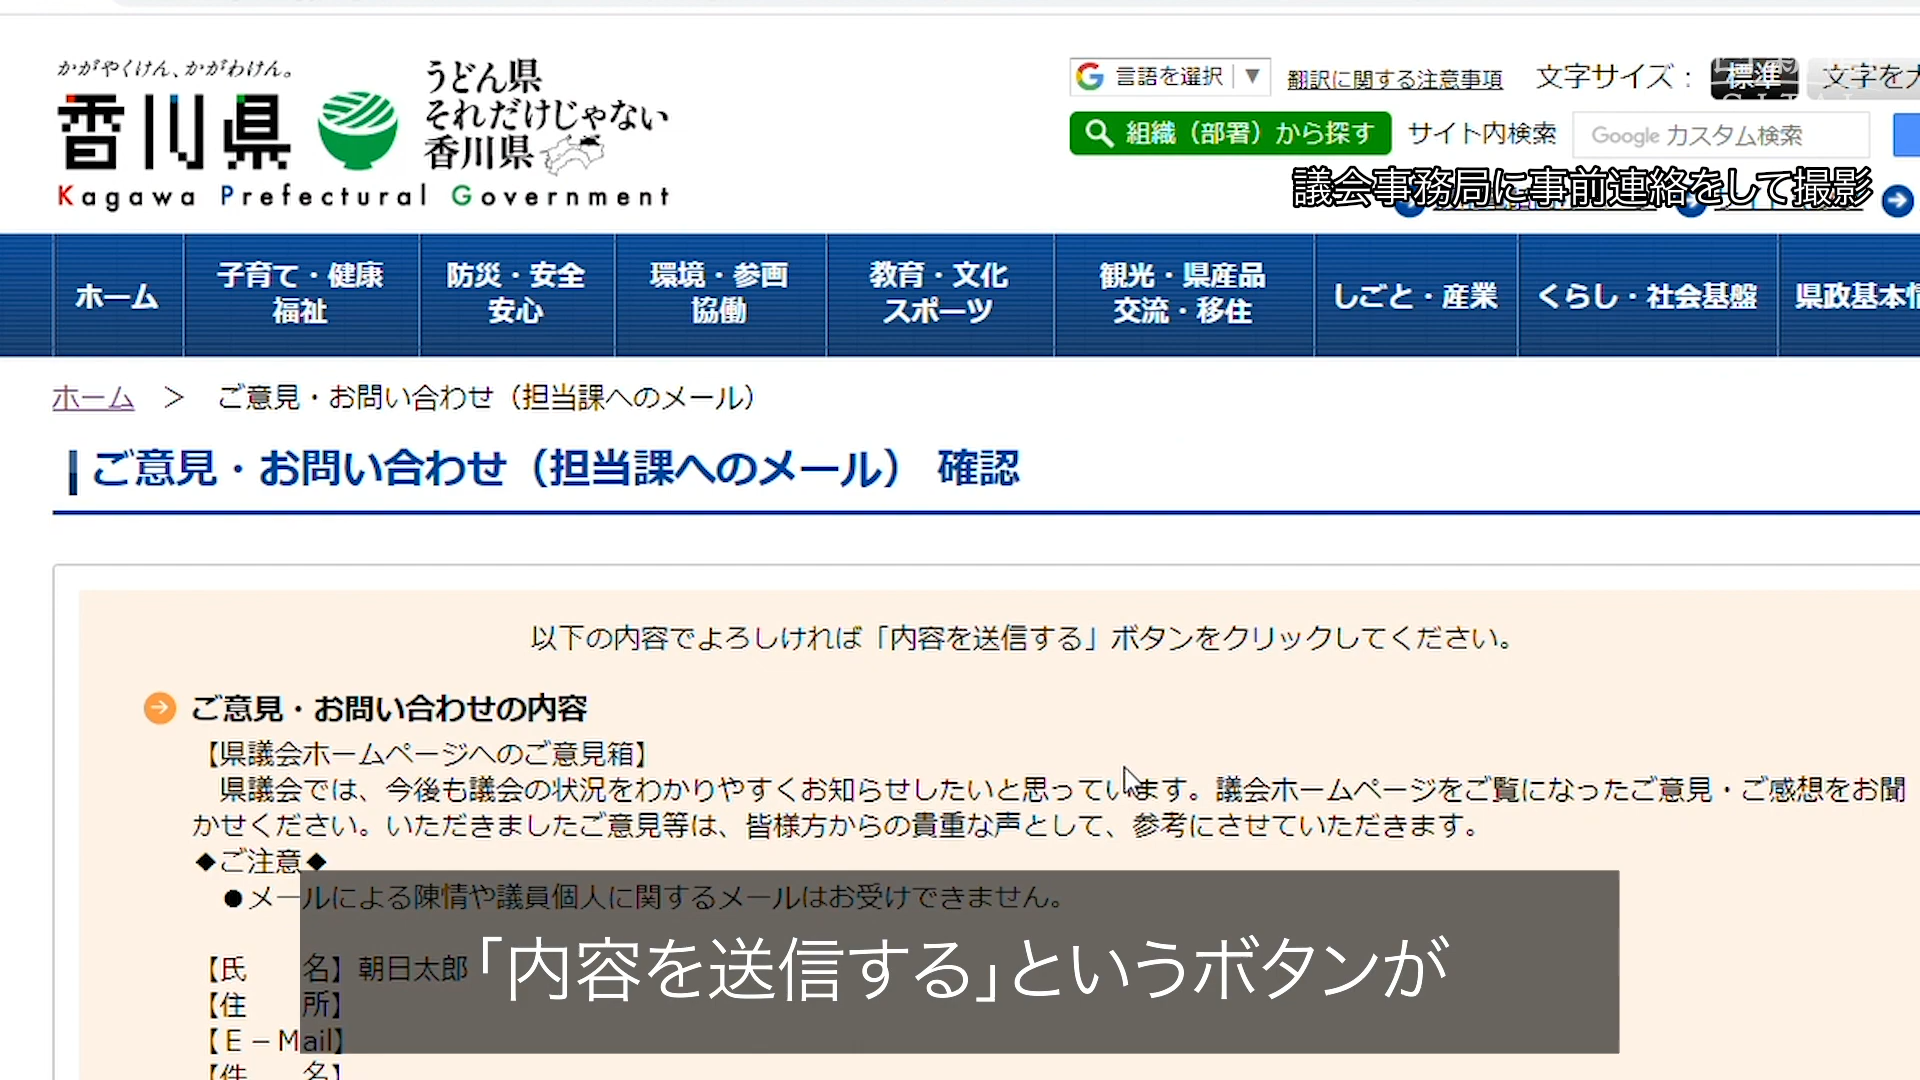 かがやくけん、かがわけん。
香川県
うどん県
それだけじゃない
香川県
Kagawa Prefectural Government
言語を選択 ▼
翻訳に関する注意事項
文字サイズ：
標準
文字を大
組織（部署）から探す
サイト内検索
Google カスタム検索
議会事務局に事前連絡をして撮影
ホーム
子育て・健康
福祉
防災・安全
安心
環境・参画
協働
教育・文化
スポーツ
観光・県産品
交流・移住
しごと・産業
くらし・社会基盤
県政基本情
ホーム ＞ ご意見・お問い合わせ（担当課へのメール）
ご意見・お問い合わせ（担当課へのメール） 確認
以下の内容でよろしければ「内容を送信する」ボタンをクリックしてください。
ご意見・お問い合わせの内容
【県議会ホームページへのご意見箱】
県議会では、今後も議会の状況をわかりやすくお知らせしたいと思っています。議会ホームページをご覧になったご意見・ご感想をお聞
かせください。いただきましたご意見等は、皆様方からの貴重な声として、参考にさせていただきます。
◆ご注意◆
●メールによる陳情や議員個人に関するメールはお受けできません。
【氏　　名】朝日太郎
【住　　所】
【Ｅ－Mail】
【件　　名】
「内容を送信する」というボタンが